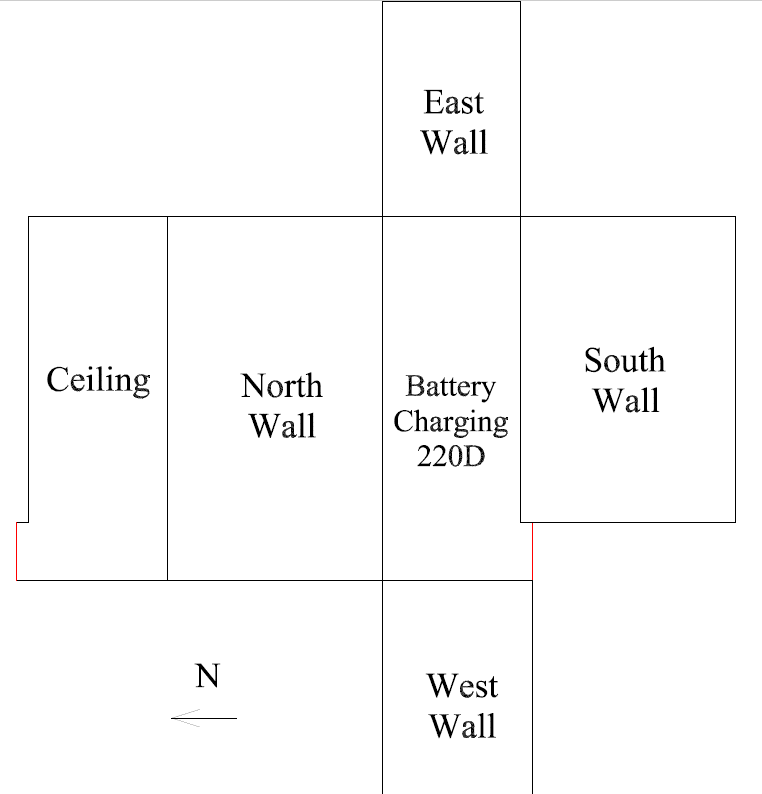 East
Wall
Ceiling
North
Wall
Battery
Charging
220D
South
Wall
N
West
Wall